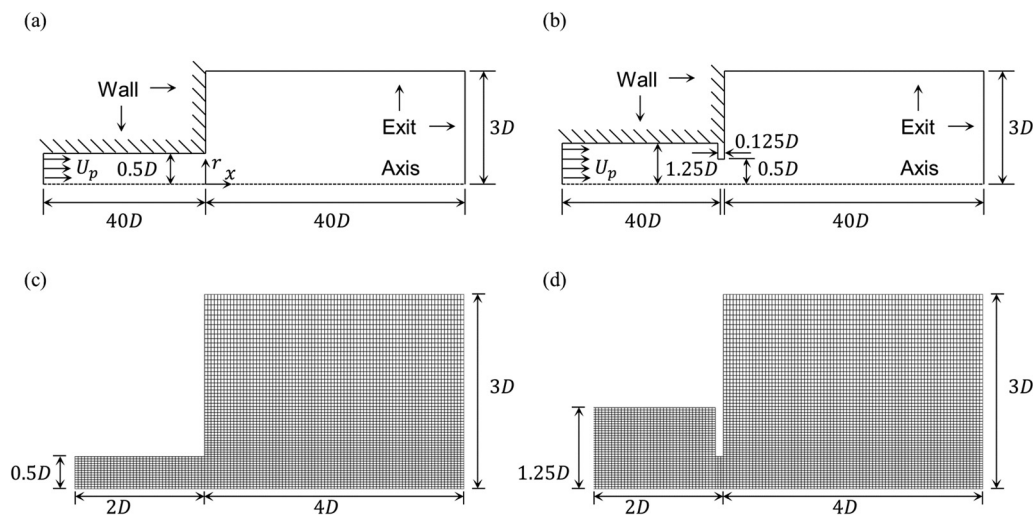 (a)
Wall
Exit
3D
U_p
0.5D
r
x
Axis
40D
40D
(b)
Wall
0.125D
Exit
3D
U_p
1.25D
0.5D
Axis
40D
40D
(c)
3D
0.5D
2D
4D
(d)
3D
1.25D
2D
4D